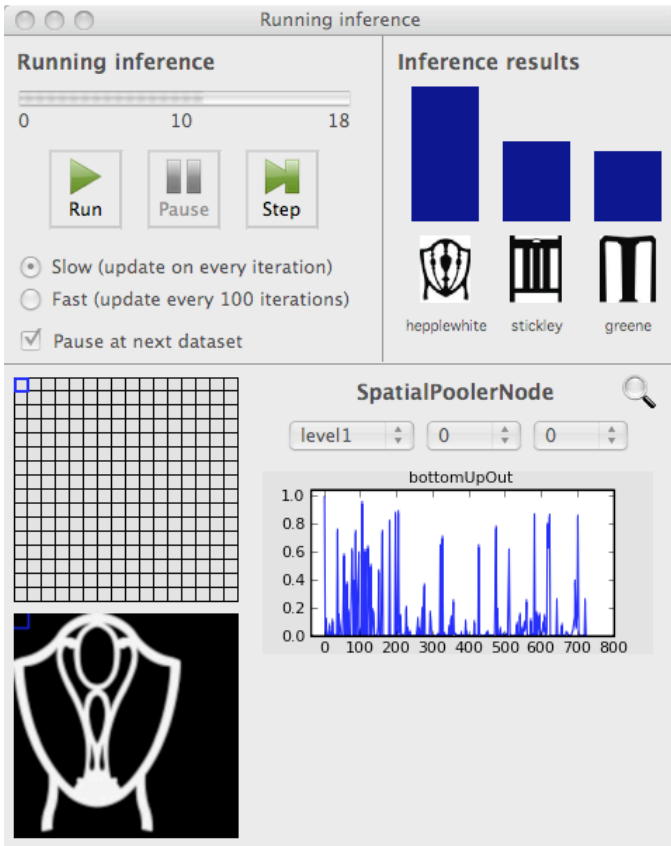 Running inference
Running inference
0 10 18
Run Pause Step
Slow (update on every iteration)
Fast (update every 100 iterations)
Pause at next dataset
Inference results
hepplewhite stickley greene
SpatialPoolerNode
level1 0 0
bottomUpOut
1.0
0.8
0.6
0.4
0.2
0.0
0 100 200 300 400 500 600 700 800